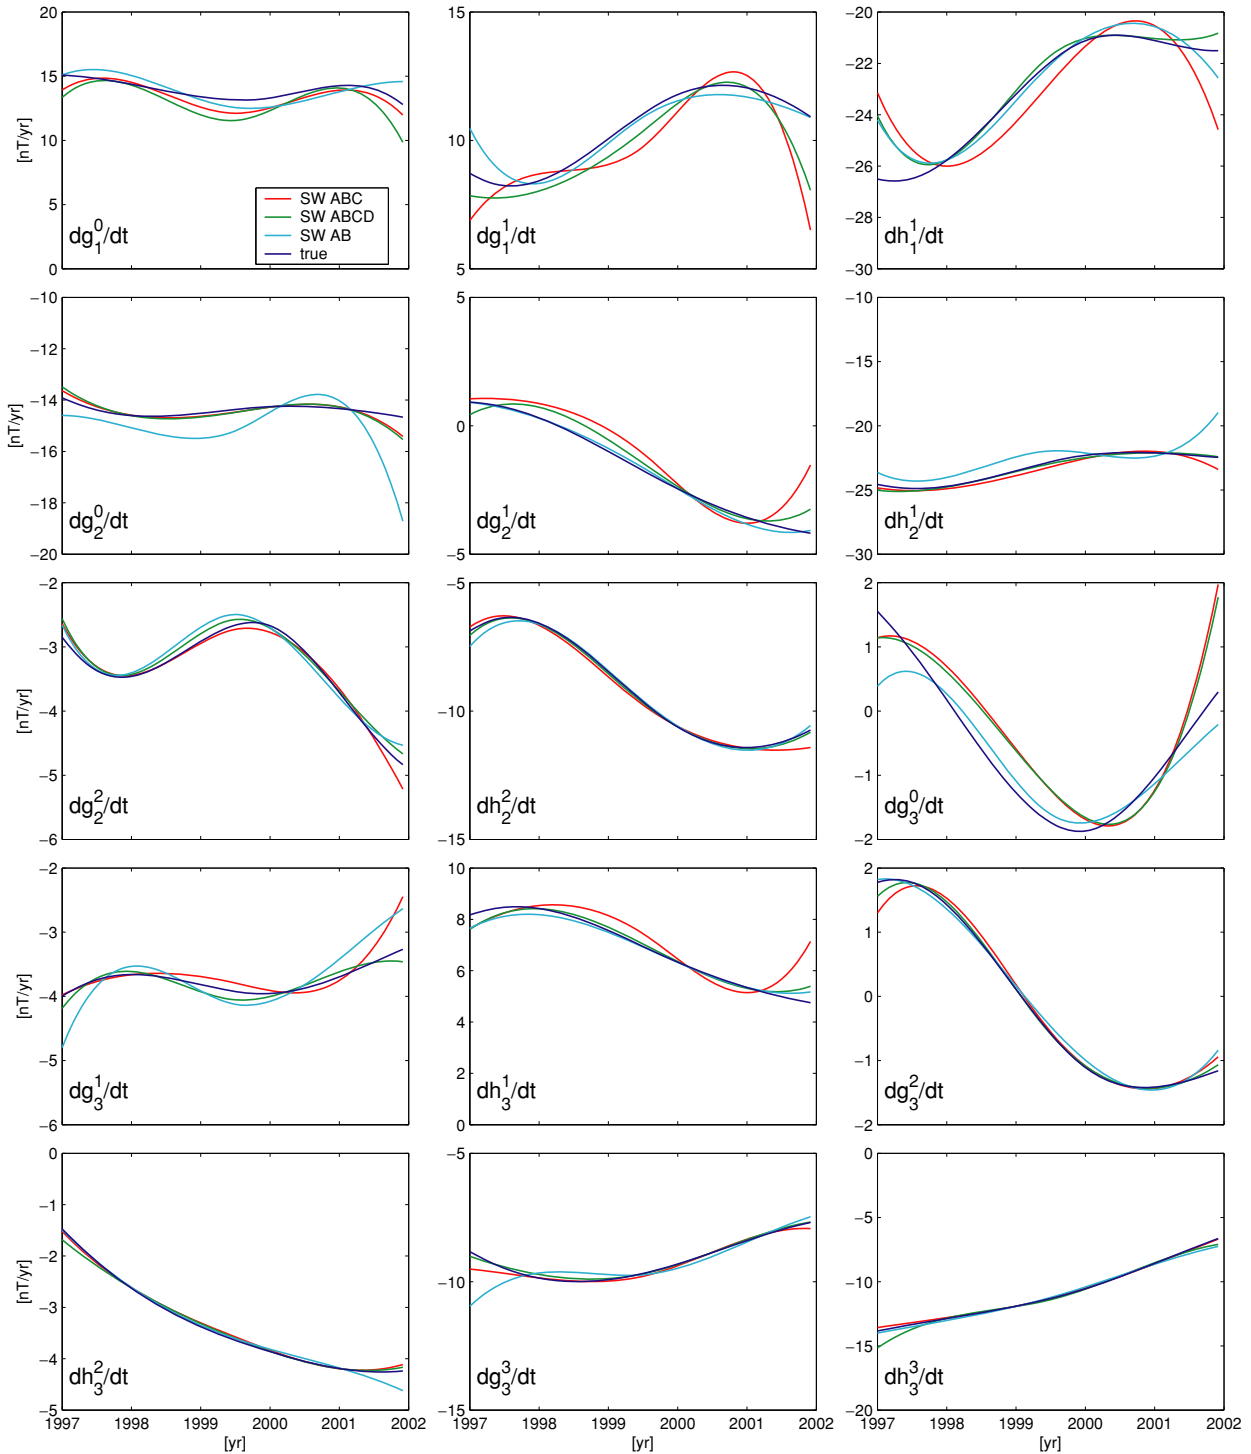 [nT/yr]
20
15
10
5
0
SW ABC
SW ABCD
SW AB
true
dg₁⁰/dt
15
10
5
dg₁¹/dt
−20
−22
−24
−26
−28
−30
dh₁¹/dt
[nT/yr]
−10
−12
−14
−16
−18
−20
dg₂⁰/dt
5
0
−5
dg₂¹/dt
−10
−15
−20
−25
−30
dh₂¹/dt
[nT/yr]
−2
−3
−4
−5
−6
dg₂²/dt
−5
−10
−15
dh₂²/dt
2
1
0
−1
−2
dg₃⁰/dt
[nT/yr]
−2
−3
−4
−5
−6
dg₃¹/dt
10
8
6
4
2
0
dh₃¹/dt
2
1
0
−1
−2
dg₃²/dt
[nT/yr]
0
−1
−2
−3
−4
−5
dh₃²/dt
1997 1998 1999 2000 2001 2002
[yr]
−5
−10
−15
dg₃³/dt
1997 1998 1999 2000 2001 2002
[yr]
0
−5
−10
−15
−20
dh₃³/dt
1997 1998 1999 2000 2001 2002
[yr]